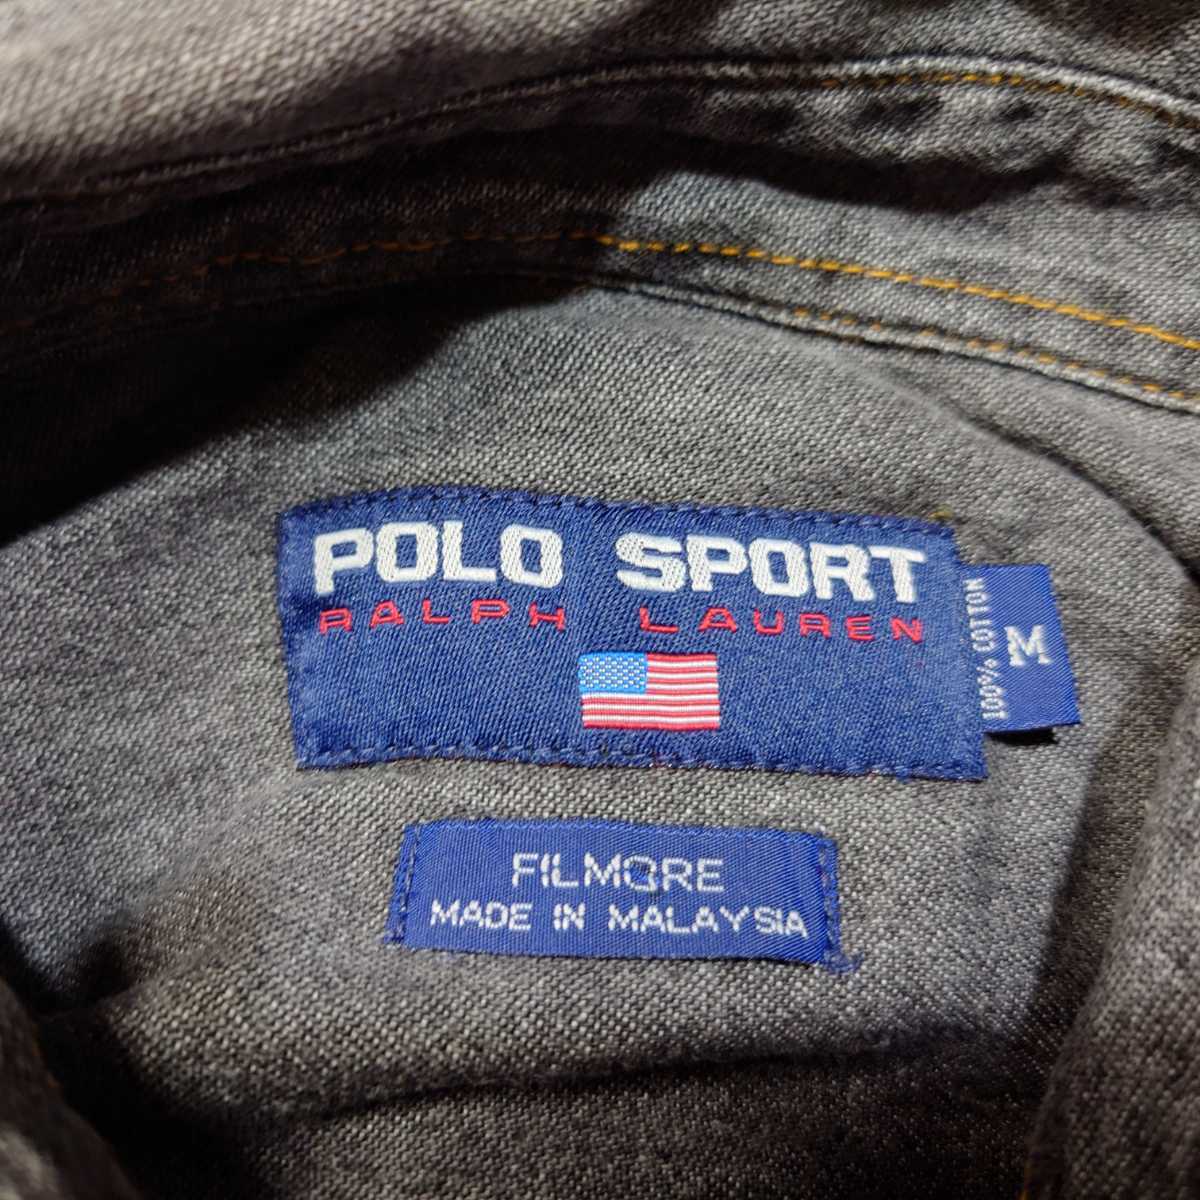 POLO SPORT
RALPH LAUREN
100% COTTON
M
FILMORE
MADE IN MALAYSIA